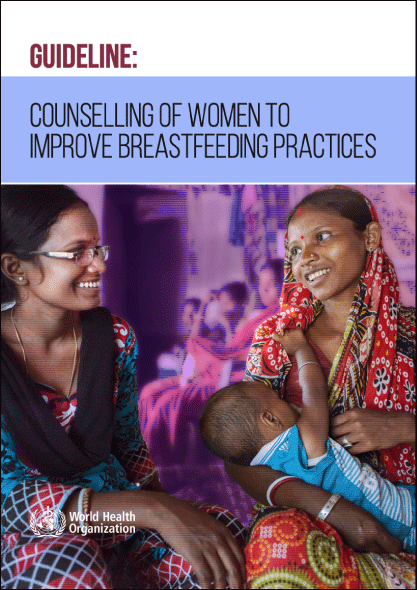 GUIDELINE:
COUNSELLING OF WOMEN TO
IMPROVE BREASTFEEDING PRACTICES
World Health
Organization